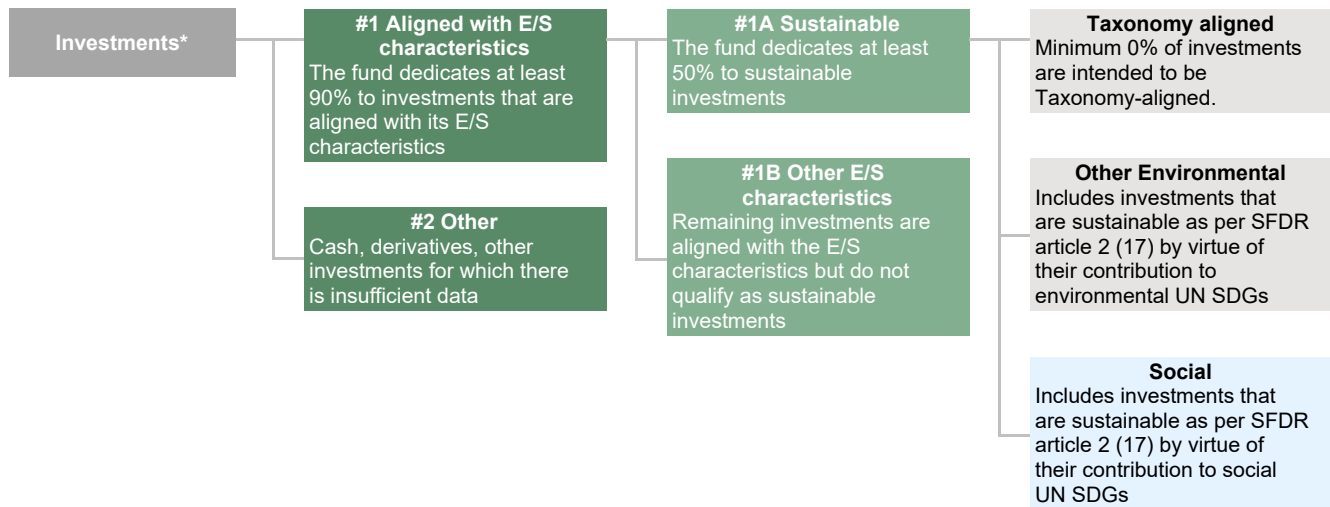 Investments*
#1 Aligned with E/S
characteristics
The fund dedicates at least
90% to investments that are
aligned with its E/S
characteristics
#2 Other
Cash, derivatives, other
investments for which there
is insufficient data
#1A Sustainable
The fund dedicates at least
50% to sustainable
investments
#1B Other E/S
characteristics
Remaining investments are
aligned with the E/S
characteristics but do not
qualify as sustainable
investments
Taxonomy aligned
Minimum 0% of investments
are intended to be
Taxonomy-aligned.
Other Environmental
Includes investments that
are sustainable as per SFDR
article 2 (17) by virtue of
their contribution to
environmental UN SDGs
Social
Includes investments that
are sustainable as per SFDR
article 2 (17) by virtue of
their contribution to social
UN SDGs